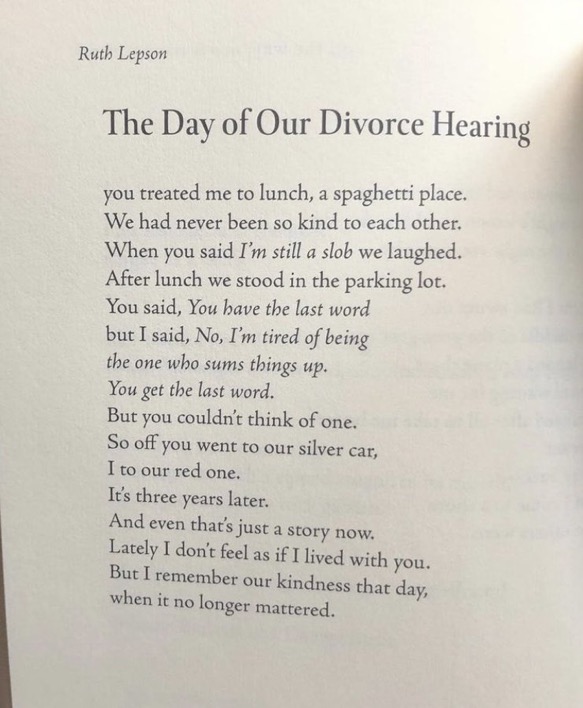 Ruth Lepson
The Day of Our Divorce Hearing
you treated me to lunch, a spaghetti place.
We had never been so kind to each other.
When you said I'm still a slob we laughed.
After lunch we stood in the parking lot.
You said, You have the last word
but I said, No, I'm tired of being
the one who sums things up.
You get the last word.
But you couldn't think of one.
So off you went to our silver car,
I to our red one.
It's three years later.
And even that's just a story now.
Lately I don't feel as if I lived with you.
But I remember our kindness that day,
when it no longer mattered.